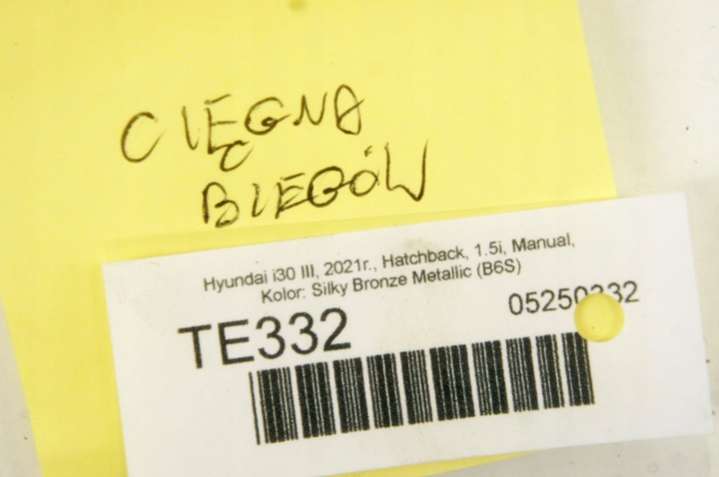 CIĘGNA
BIEGÓW
Hyundai i30 III, 2021r., Hatchback, 1.5i, Manual,
Kolor: Silky Bronze Metallic (B6S)
TE332